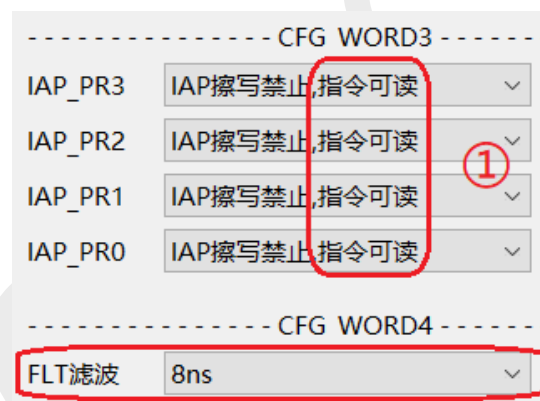 - - - - - - - - - - - - - - - CFG WORD3 - - - - - -
IAP_PR3 IAP擦写禁止,指令可读
IAP_PR2 IAP擦写禁止,指令可读
①
IAP_PR1 IAP擦写禁止,指令可读
IAP_PR0 IAP擦写禁止,指令可读
- - - - - - - - - - - - - - - CFG WORD4 - - - - - -
FLT滤波 8ns